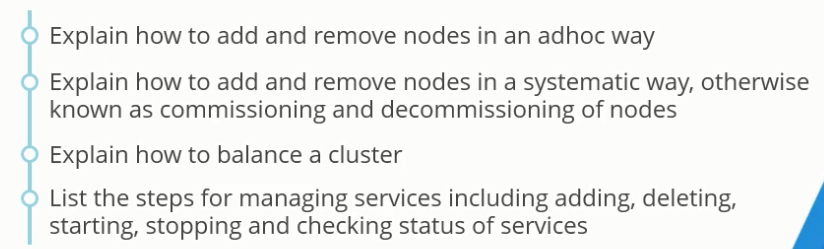 Explain how to add and remove nodes in an adhoc way
Explain how to add and remove nodes in a systematic way, otherwise
known as commissioning and decommissioning of nodes
Explain how to balance a cluster
List the steps for managing services including adding, deleting,
starting, stopping and checking status of services